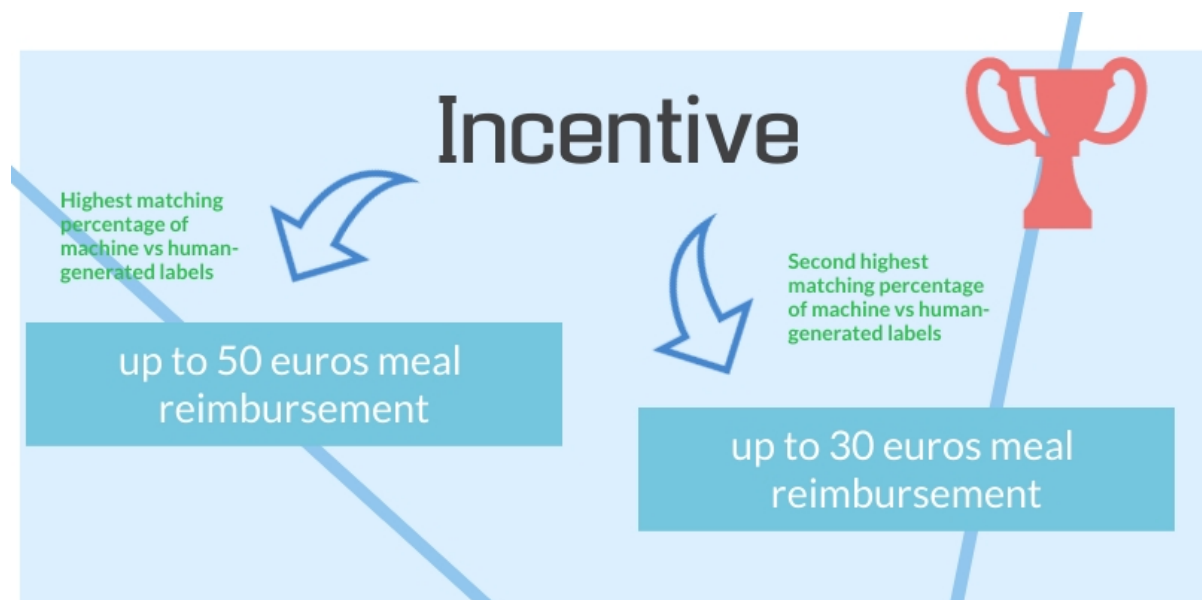 Incentive
Highest matching
percentage of
machine vs human-
generated labels
up to 50 euros meal
reimbursement
Second highest
matching percentage
of machine vs human-
generated labels
up to 30 euros meal
reimbursement